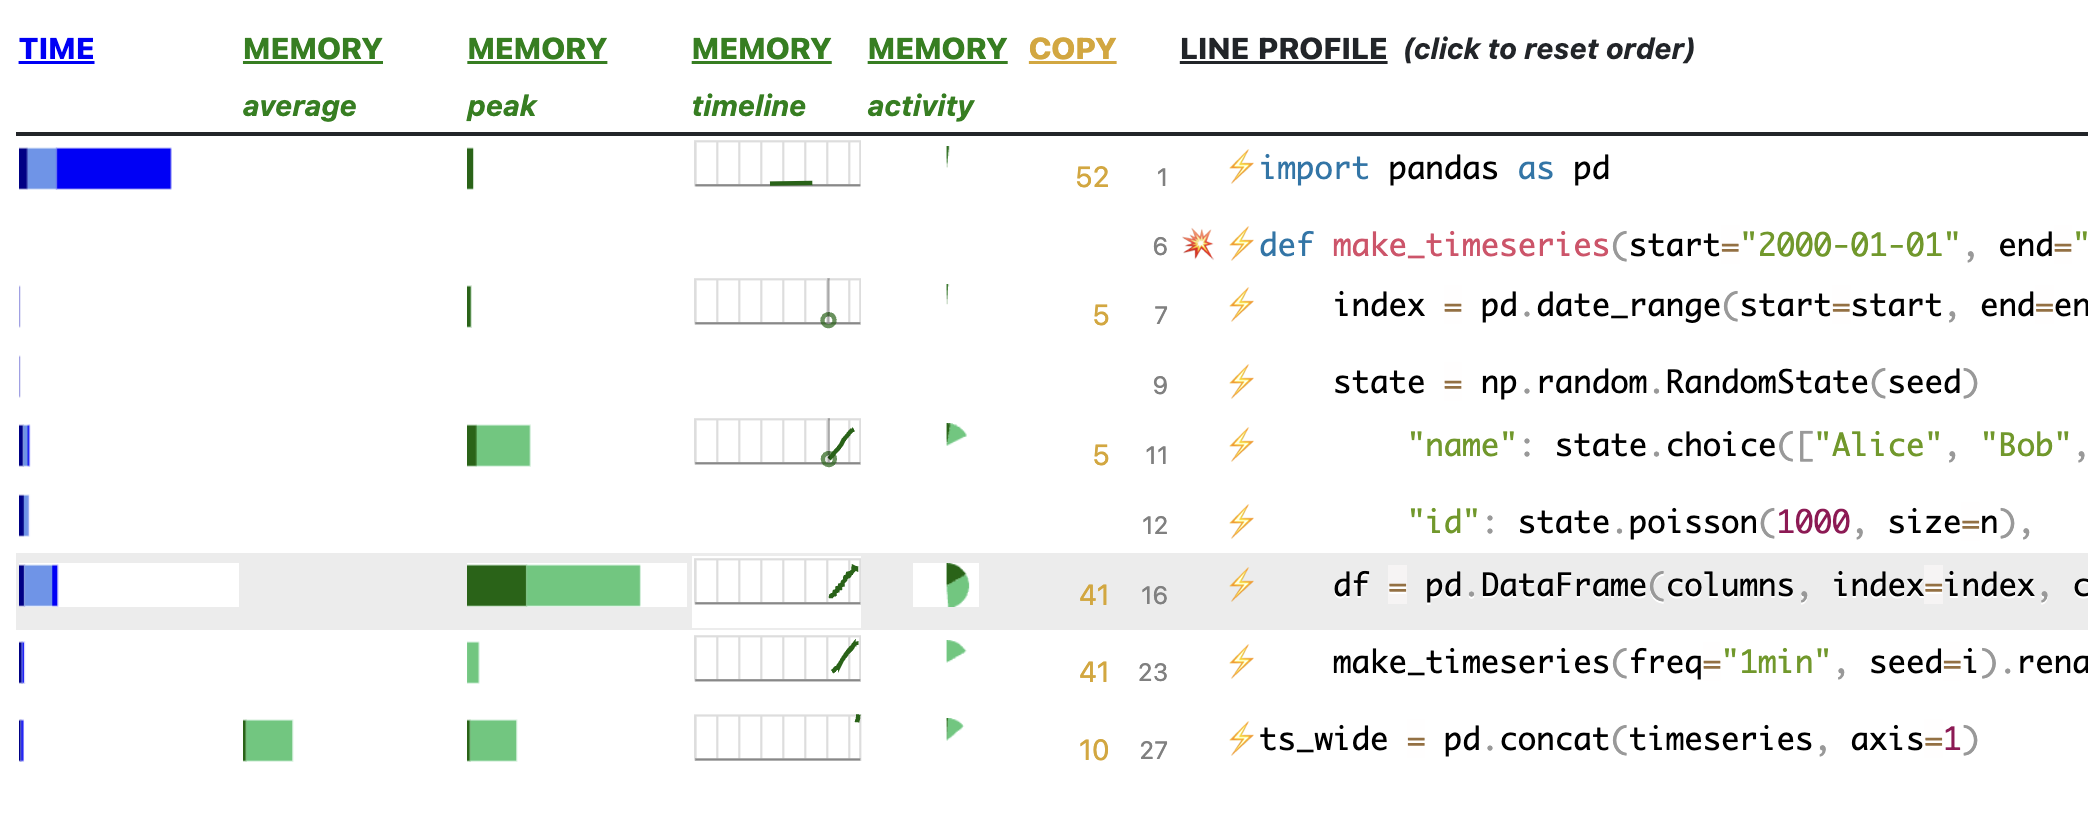 TIME MEMORY MEMORY MEMORY MEMORY COPY LINE PROFILE (click to reset order)
average peak timeline activity
52 1 ⚡import pandas as pd
6 💥 ⚡def make_timeseries(start="2000-01-01", end="
5 7 ⚡ index = pd.date_range(start=start, end=en
9 ⚡ state = np.random.RandomState(seed)
5 11 ⚡ "name": state.choice(["Alice", "Bob",
12 ⚡ "id": state.poisson(1000, size=n),
41 16 ⚡ df = pd.DataFrame(columns, index=index, c
41 23 ⚡ make_timeseries(freq="1min", seed=i).rena
10 27 ⚡ts_wide = pd.concat(timeseries, axis=1)